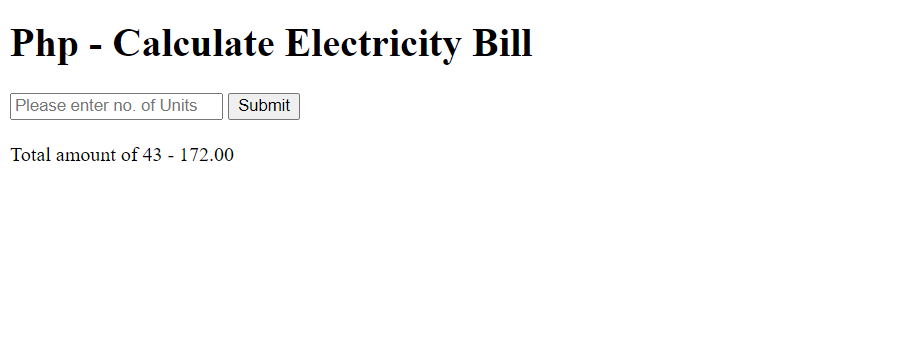 Php - Calculate Electricity Bill
Please enter no. of Units Submit
Total amount of 43 - 172.00